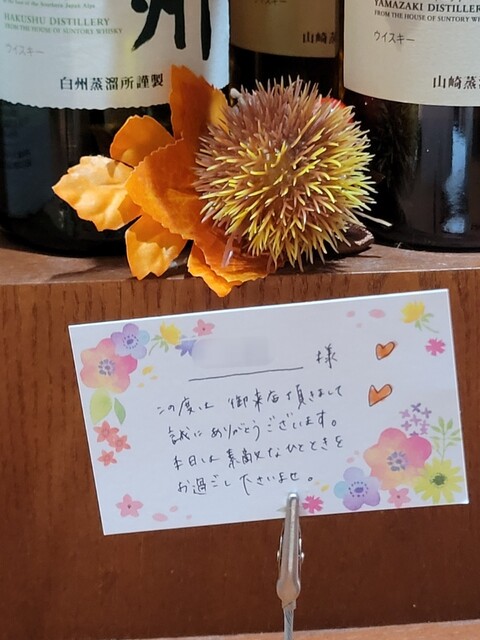 州
HAKUSHU DISTILLERY
FROM THE HOUSE OF SUNTORY WHISKY
ウイスキー
白州蒸溜所謹製
山崎蒸
YAMAZAKI DISTILLERY
FROM THE HOUSE OF SUNTORY WHISKY
ウイスキー
山崎蒸
様
この度は 御来店頂きまして
誠に ありがとうございます。
本日は 素敵なひとときを
お過ごし下さいませ。